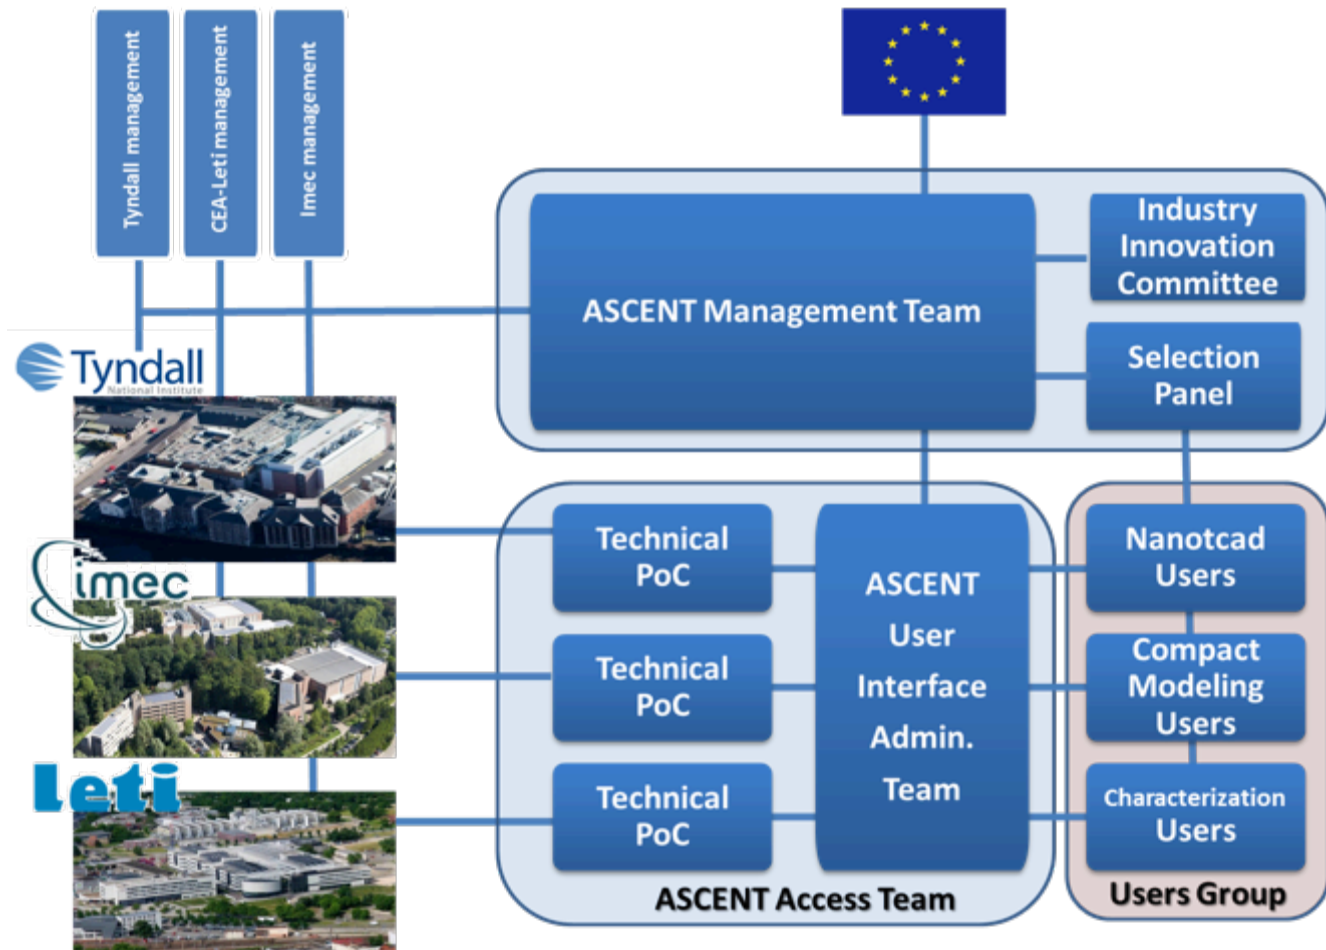 Tyndall management
CEA-Leti management
Imec management
Industry
Innovation
Committee
ASCENT Management Team
Selection
Panel
Tyndall
National Institute
imec
leti
Technical
PoC
Technical
PoC
Technical
PoC
ASCENT
User
Interface
Admin.
Team
Nanotcad
Users
Compact
Modeling
Users
Characterization
Users
ASCENT Access Team
Users Group